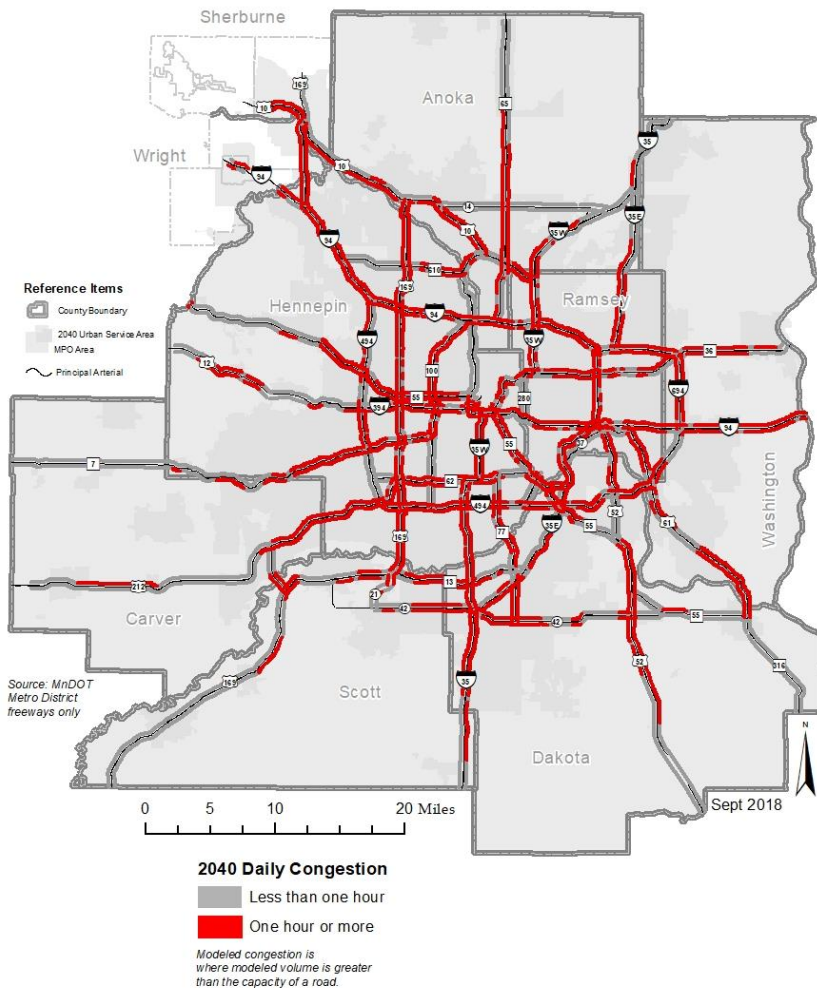 Sherburne
169
Anoka
65
10
Wright
94
35
10
14
35W
35E
10
94
610
Reference Items
County Boundary
2040 Urban Service Area
MPO Area
Principal Arterial
Hennepin
169
Ramsey
94
494
35W
36
12
100
694
55
280
394
94
55
37
35W
7
62
494
52
61
Washington
35E
55
77
169
13
212
21
42
55
42
Carver
316
52
Source: MnDOT
Metro District
freeways only
169
35
Scott
N
Dakota
Sept 2018
0 5 10 20 Miles
2040 Daily Congestion
Less than one hour
One hour or more
Modeled congestion is
where modeled volume is greater
than the capacity of a road.